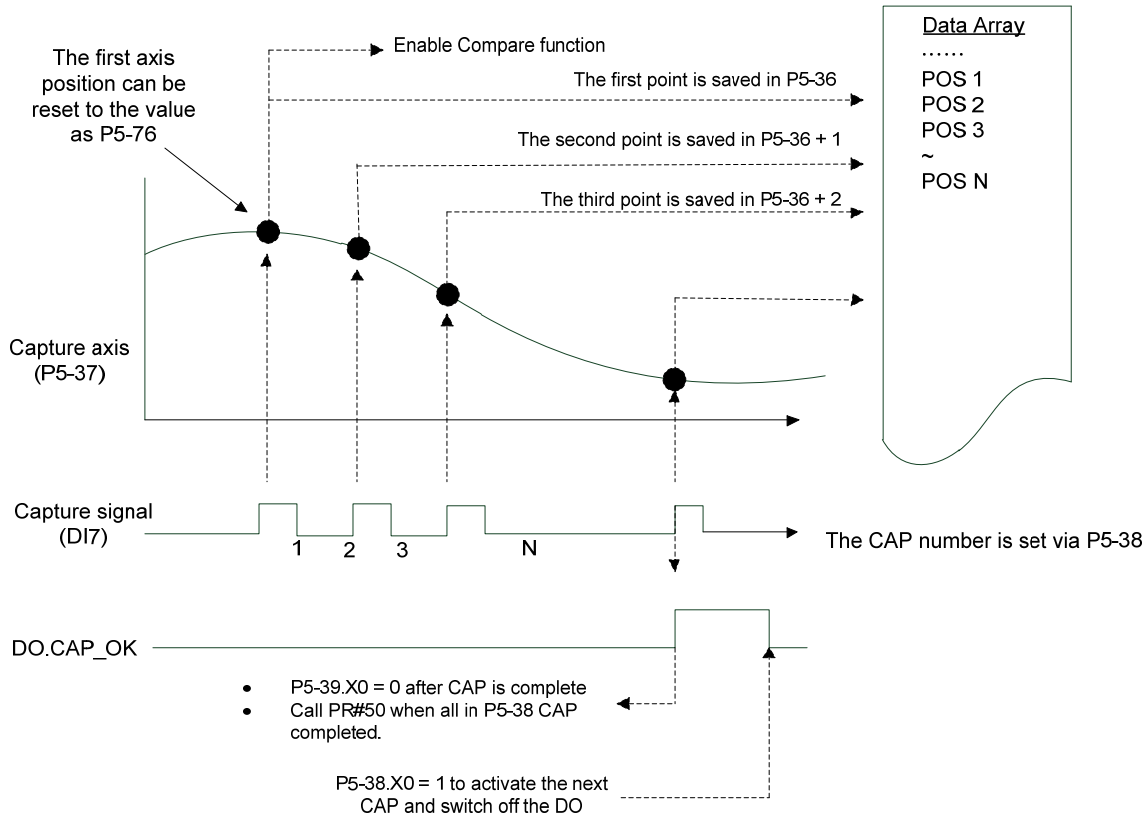 The first axis
position can be
reset to the value
as P5-76
Enable Compare function
The first point is saved in P5-36
The second point is saved in P5-36 + 1
The third point is saved in P5-36 + 2
Data Array
......
POS 1
POS 2
POS 3
~
POS N
Capture axis
(P5-37)
Capture signal
(DI7)
1 2 3 N
The CAP number is set via P5-38
DO.CAP_OK
• P5-39.X0 = 0 after CAP is complete
• Call PR#50 when all in P5-38 CAP
completed.
P5-38.X0 = 1 to activate the next
CAP and switch off the DO